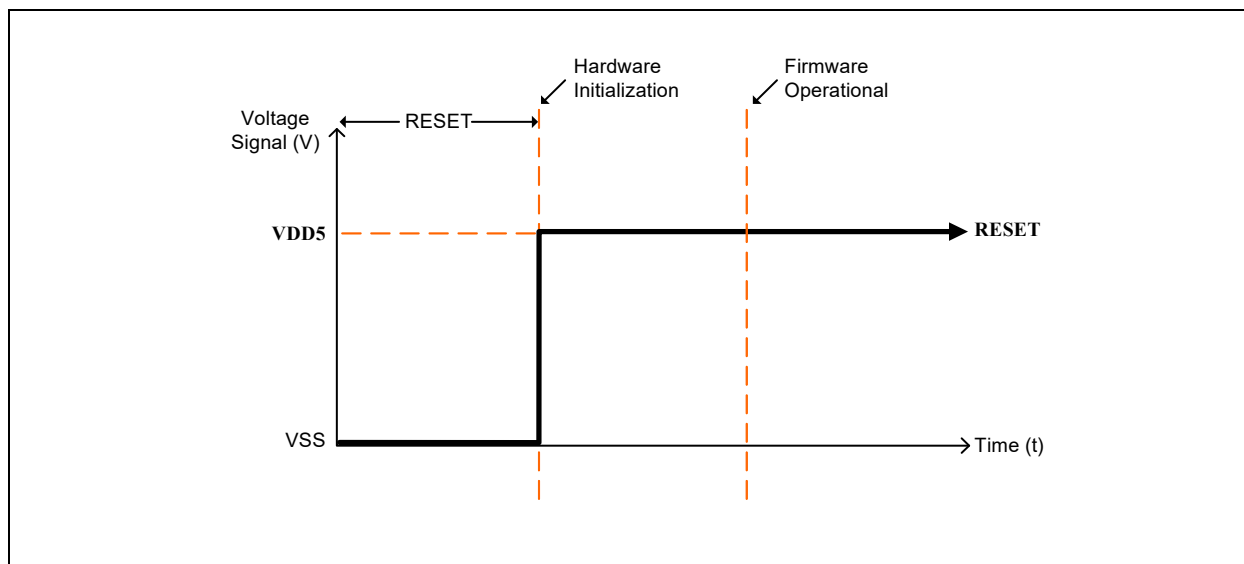 Hardware
Initialization
Firmware
Operational
Voltage
Signal (V)
RESET
VDD5
RESET
VSS
Time (t)